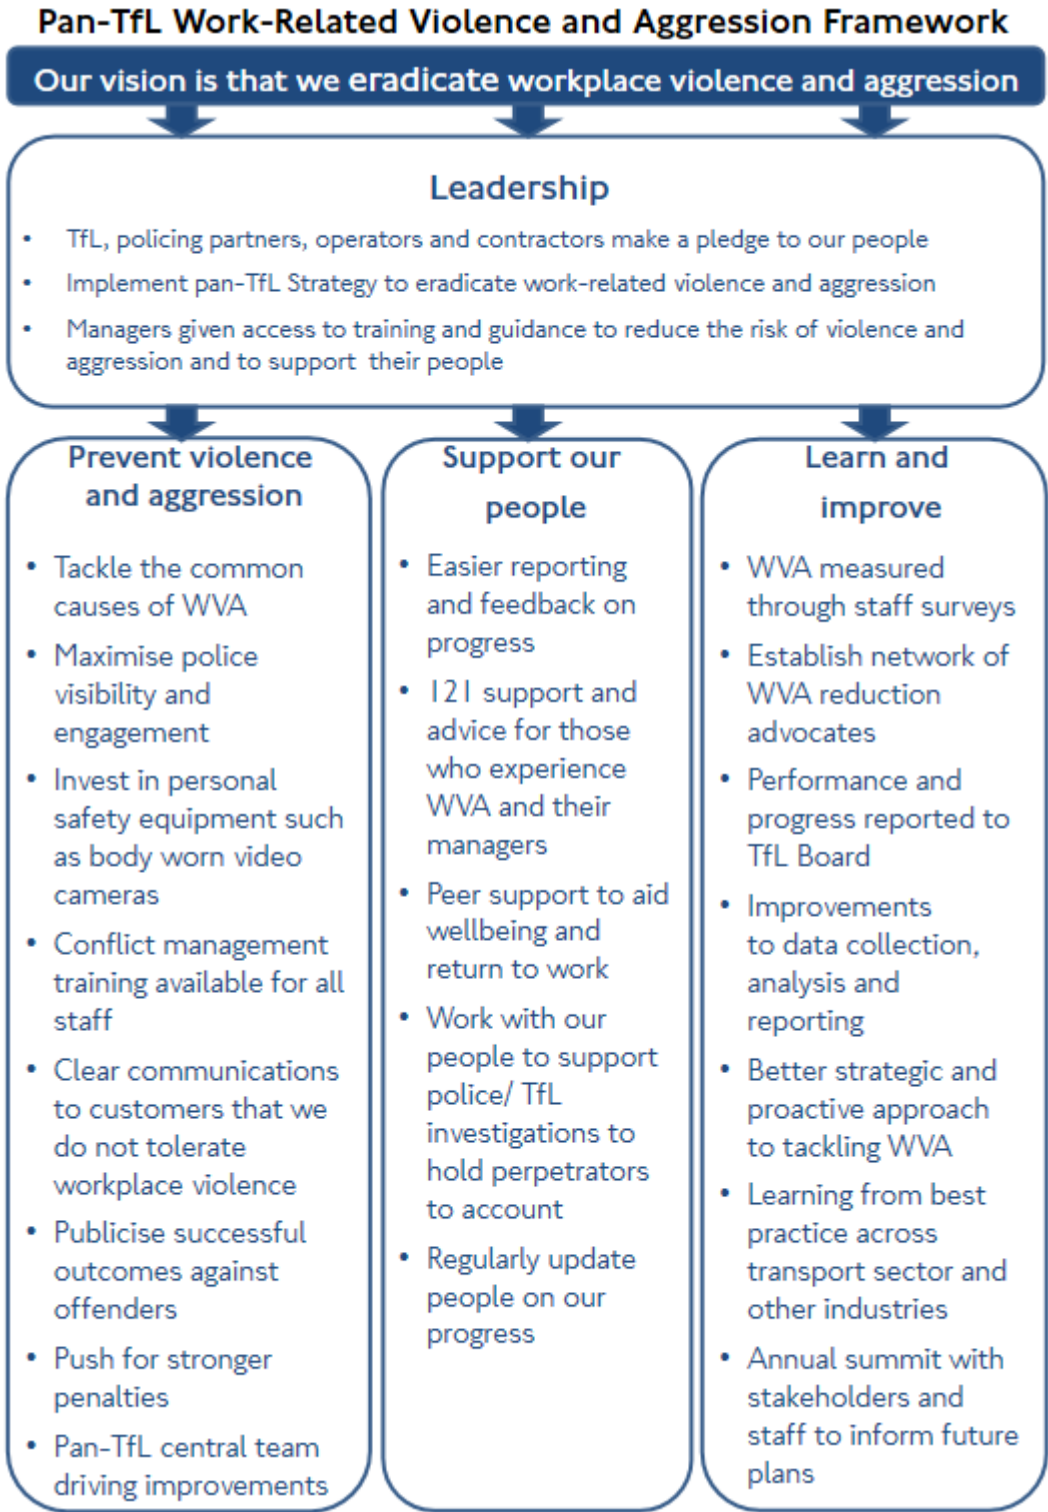 Pan-TfL Work-Related Violence and Aggression Framework
Our vision is that we eradicate workplace violence and aggression
Leadership
• TfL, policing partners, operators and contractors make a pledge to our people
• Implement pan-TfL Strategy to eradicate work-related violence and aggression
• Managers given access to training and guidance to reduce the risk of violence and
aggression and to support their people
Prevent violence
and aggression
• Tackle the common
causes of WVA
• Maximise police
visibility and
engagement
• Invest in personal
safety equipment such
as body worn video
cameras
• Conflict management
training available for all
staff
• Clear communications
to customers that we
do not tolerate
workplace violence
• Publicise successful
outcomes against
offenders
• Push for stronger
penalties
• Pan-TfL central team
driving improvements
Support our
people
• Easier reporting
and feedback on
progress
• 121 support and
advice for those
who experience
WVA and their
managers
• Peer support to aid
wellbeing and
return to work
• Work with our
people to support
police/ TfL
investigations to
hold perpetrators
to account
• Regularly update
people on our
progress
Learn and
improve
• WVA measured
through staff surveys
• Establish network of
WVA reduction
advocates
• Performance and
progress reported to
TfL Board
• Improvements
to data collection,
analysis and
reporting
• Better strategic and
proactive approach
to tackling WVA
• Learning from best
practice across
transport sector and
other industries
• Annual summit with
stakeholders and
staff to inform future
plans